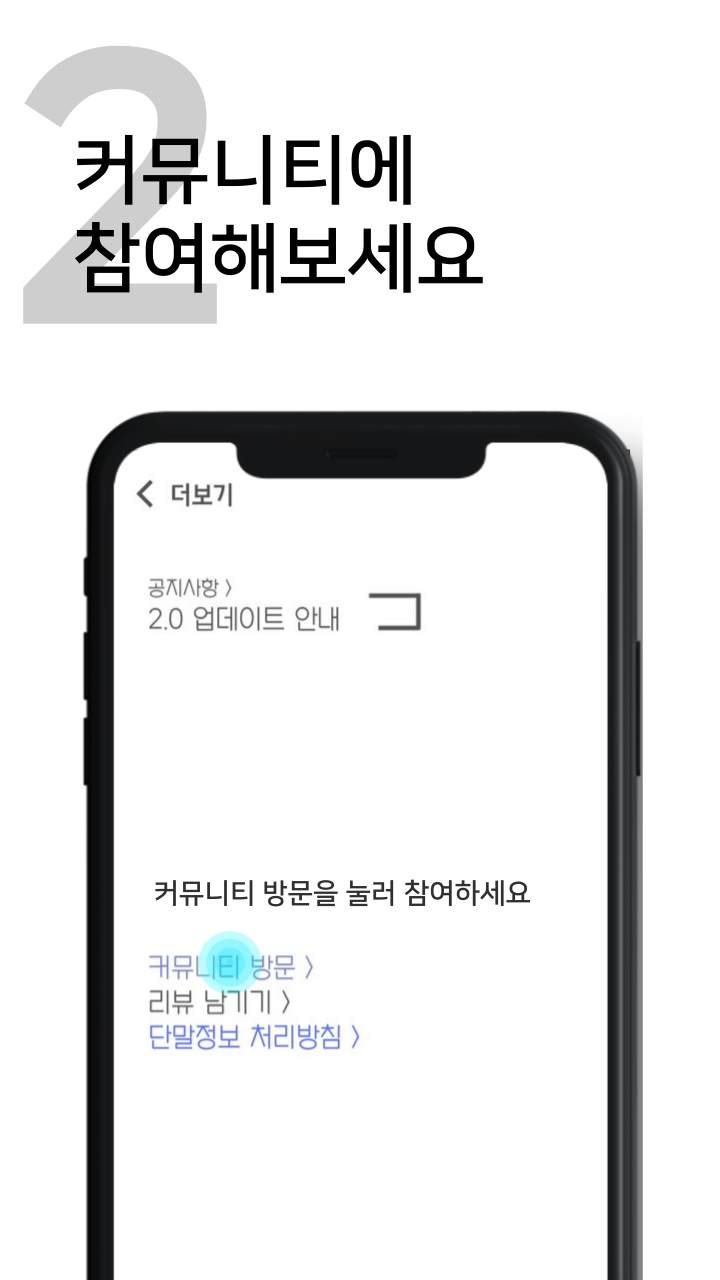 2
커뮤니티에
참여해보세요
더보기
공지사항 〉
2.0 업데이트 안내
커뮤니티 방문을 눌러 참여하세요
커뮤니티 방문 〉
리뷰 남기기 〉
단말정보 처리방침 〉